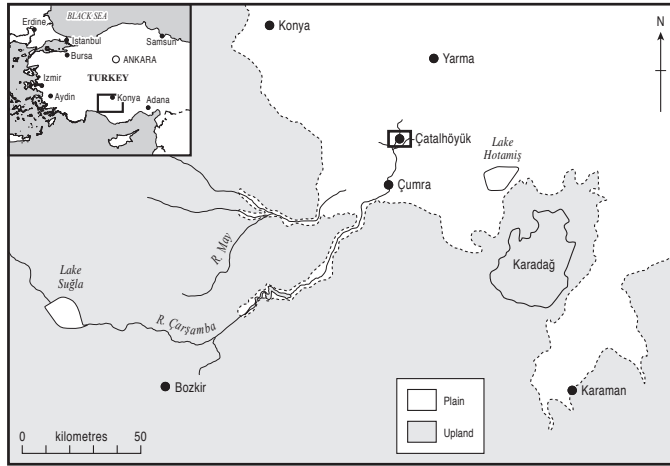 BLACK SEA
Erdine
Istanbul
Samsun
Bursa
ANKARA
TURKEY
Izmir
Aydin
Konya
Adana
Konya
N
Yarma
Çatalhöyük
Lake
Hotamiş
Çumra
R. May
Karadağ
Lake
Suğla
R. Çarşamba
Bozkir
Karaman
Plain
Upland
0 kilometres 50